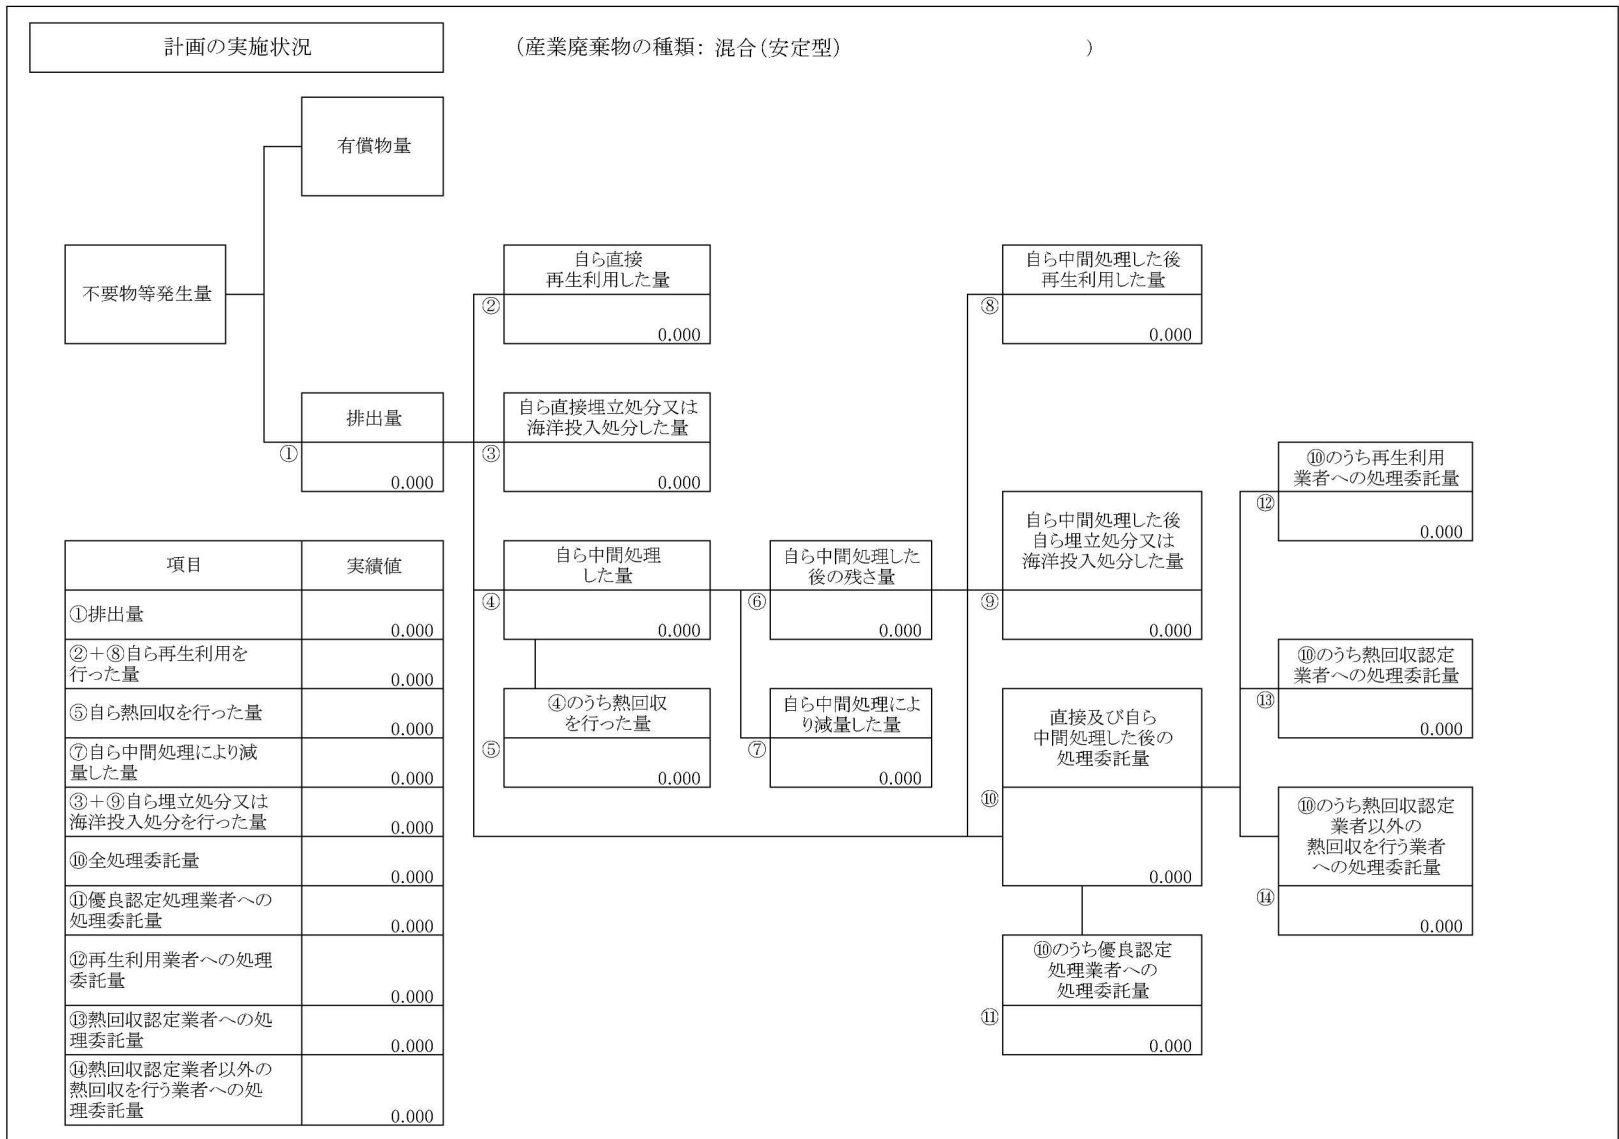 計画の実施状況
(産業廃棄物の種類: 混合(安定型) )
有償物量
不要物等発生量
排出量
①
0.000
自ら直接
再生利用した量
②
0.000
自ら直接埋立処分又は
海洋投入処分した量
③
0.000
自ら中間処理
した量
④
0.000
④のうち熱回収
を行った量
⑤
0.000
自ら中間処理した
後の残さ量
⑥
0.000
自ら中間処理によ
り減量した量
⑦
0.000
自ら中間処理した後
再生利用した量
⑧
0.000
自ら中間処理した後
自ら埋立処分又は
海洋投入処分した量
⑨
0.000
直接及び自ら
中間処理した後の
処理委託量
⑩
0.000
⑩のうち優良認定
処理業者への
処理委託量
⑪
0.000
⑩のうち再生利用
業者への処理委託量
⑫
0.000
⑩のうち熱回収認定
業者への処理委託量
⑬
0.000
⑩のうち熱回収認定
業者以外の
熱回収を行う業者
への処理委託量
⑭
0.000
項目 実績値
①排出量
0.000
②+⑧自ら再生利用を
行った量
0.000
⑤自ら熱回収を行った量
0.000
⑦自ら中間処理により減
量した量
0.000
③+⑨自ら埋立処分又は
海洋投入処分を行った量
0.000
⑩全処理委託量
0.000
⑪優良認定処理業者への
処理委託量
0.000
⑫再生利用業者への処理
委託量
0.000
⑬熱回収認定業者への処
理委託量
0.000
⑭熱回収認定業者以外の
熱回収を行う業者への処
理委託量
0.000